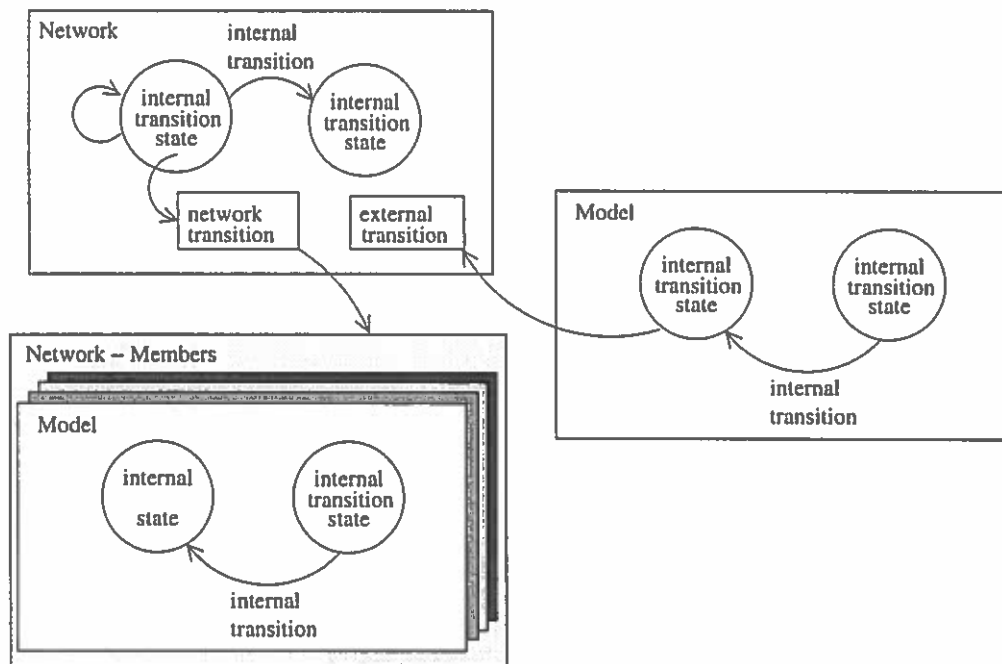 Network
internal
transition
internal
transition
state
internal
transition
state
network
transition
external
transition
Model
internal
transition
state
internal
transition
state
internal
transition
Network – Members
Model
internal
state
internal
transition
state
internal
transition